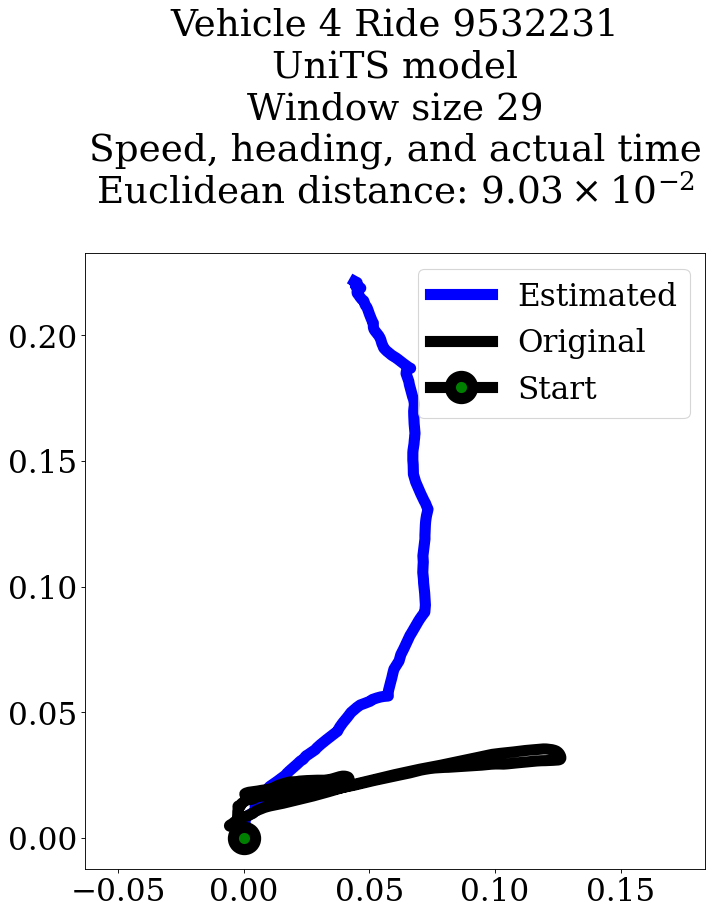 Vehicle 4 Ride 9532231
UniTS model
Window size 29
Speed, heading, and actual time
Euclidean distance: 9.03 × 10⁻²
Estimated
Original
Start
0.20
0.15
0.10
0.05
0.00
−0.05 0.00 0.05 0.10 0.15